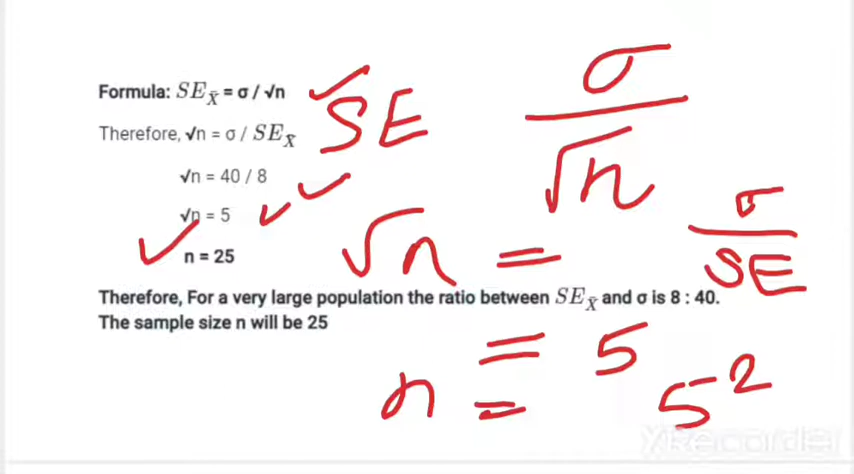 Formula: SE_X̄ = σ / √n
Therefore, √n = σ / SE_X̄
√n = 40 / 8
√n = 5
n = 25
Therefore, For a very large population the ratio between SE_X̄ and σ is 8 : 40.
The sample size n will be 25
SE σ/√n
√n = σ/SE
= 5
n = 5²
XRecorder